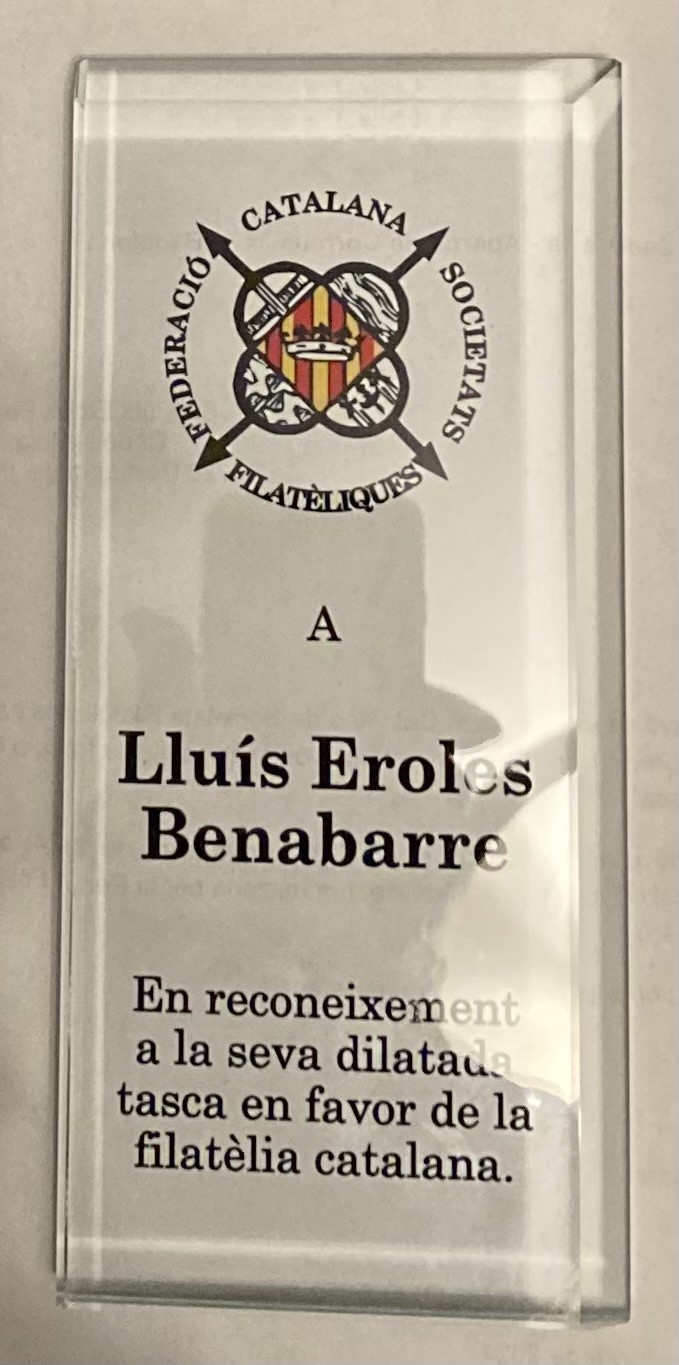 FEDERACIÓ CATALANA SOCIETATS FILATÈLIQUES
A
Lluís Eroles
Benabarre
En reconeixement
a la seva dilatada
tasca en favor de la
filatèlia catalana.